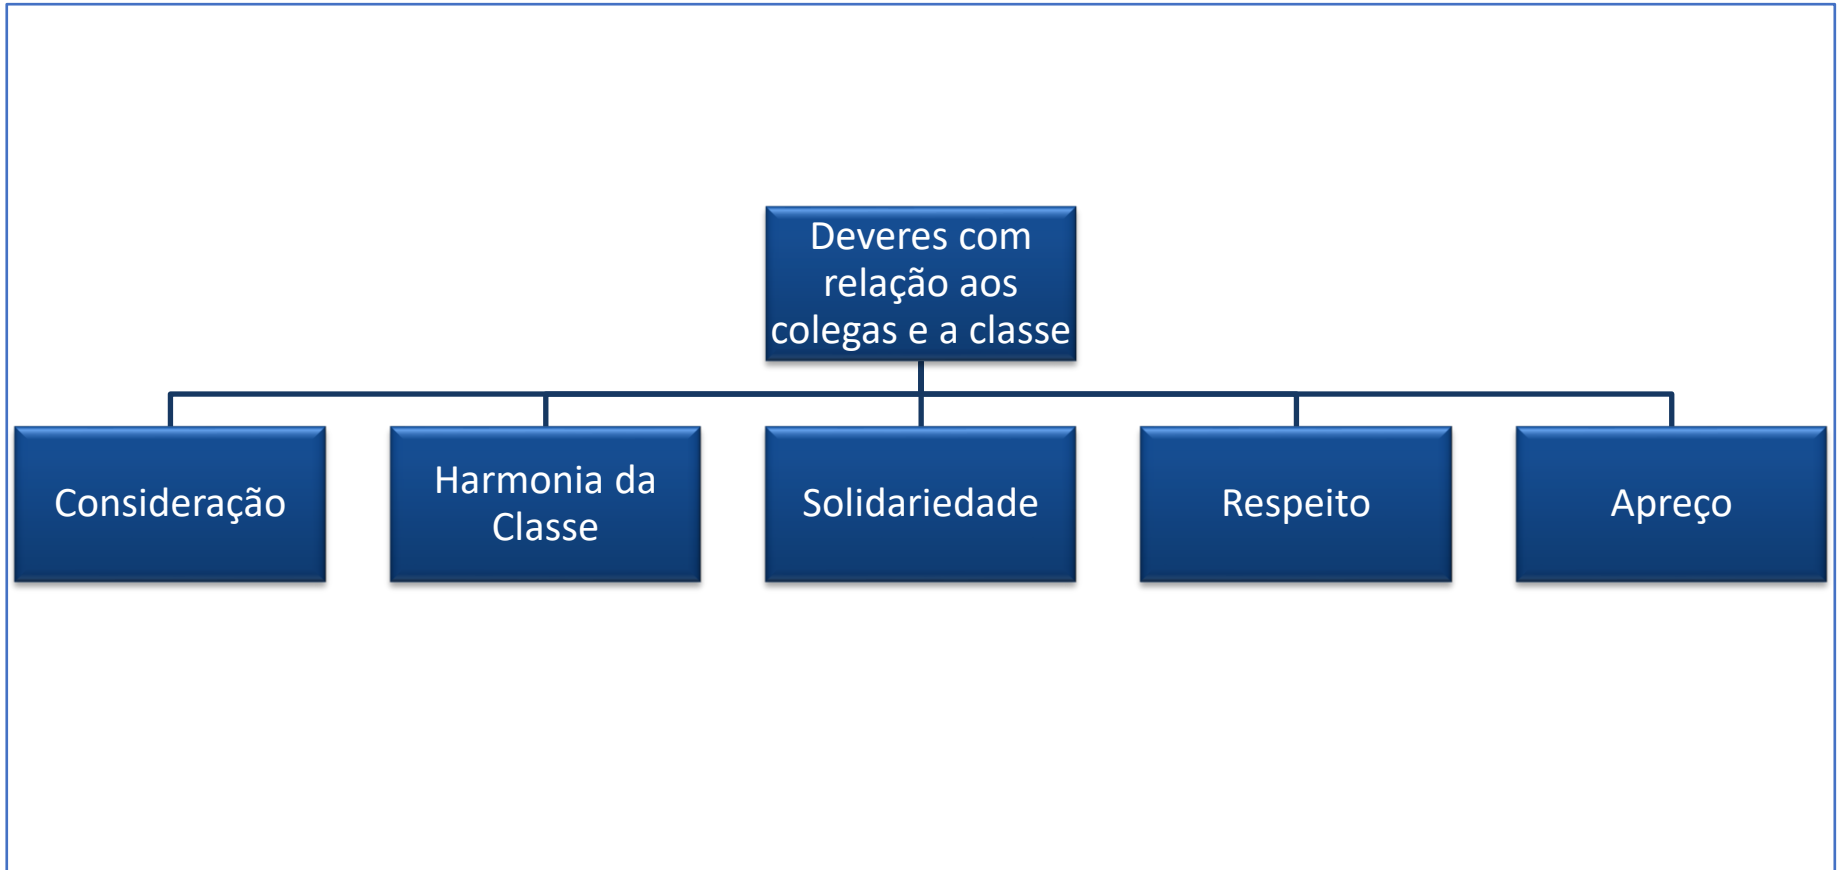 Deveres com
relação aos
colegas e a classe
Consideração
Harmonia da
Classe
Solidariedade
Respeito
Apreço